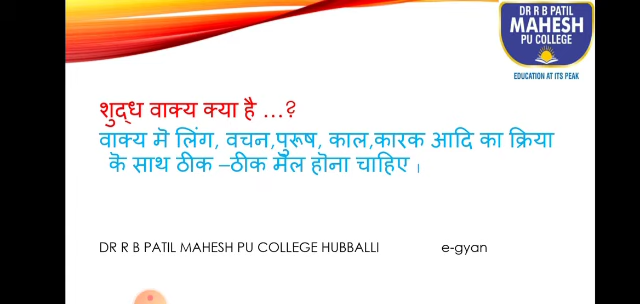 DR R B PATIL
MAHESH
PU COLLEGE
EDUCATION AT ITS PEAK
शुद्ध वाक्य क्या है ...?
वाक्य मॆ लिंग, वचन,पुरूष, काल,कारक आदि का क्रिया
कॆ साथ ठीक –ठीक मॆल हॊना चाहिए ।
DR R B PATIL MAHESH PU COLLEGE HUBBALLI e-gyan